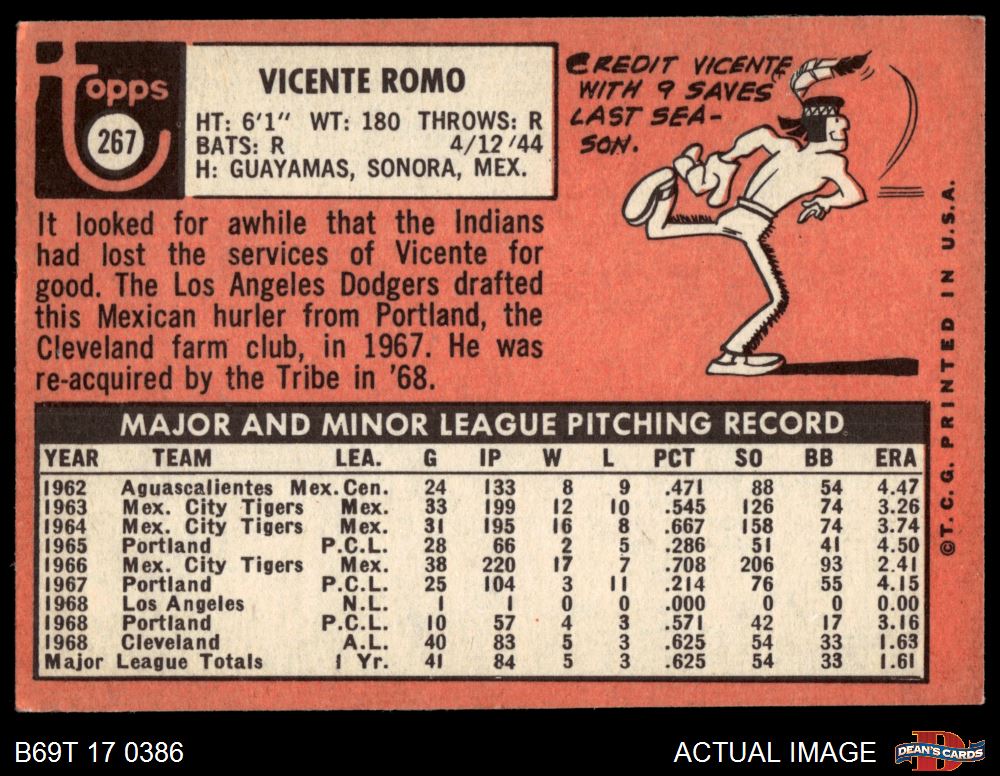 Topps
267
VICENTE ROMO
HT: 6'1" WT: 180 THROWS: R
BATS: R 4/12/44
H: GUAYAMAS, SONORA, MEX.
CREDIT VICENTE
WITH 9 SAVES
LAST SEA-
SON.
It looked for awhile that the Indians
had lost the services of Vicente for
good. The Los Angeles Dodgers drafted
this Mexican hurler from Portland, the
Cleveland farm club, in 1967. He was
re-acquired by the Tribe in '68.
©T. C. G. PRINTED IN U.S.A.
MAJOR AND MINOR LEAGUE PITCHING RECORD
YEAR TEAM LEA. G IP W L PCT SO BB ERA
1962 Aguascalientes Mex. Cen. 24 133 8 9 .471 88 54 4.47
1963 Mex. City Tigers Mex. 33 199 12 10 .545 126 74 3.26
1964 Mex. City Tigers Mex. 31 195 16 8 .667 158 74 3.74
1965 Portland P.C.L. 28 66 2 5 .286 51 41 4.50
1966 Mex. City Tigers Mex. 38 220 17 7 .708 206 93 2.41
1967 Portland P.C.L. 25 104 3 11 .214 76 55 4.15
1968 Los Angeles N.L. 1 1 0 0 .000 0 0 0.00
1968 Portland P.C.L. 10 57 4 3 .571 42 17 3.16
1968 Cleveland A.L. 40 83 5 3 .625 54 33 1.63
Major League Totals 1 Yr. 41 84 5 3 .625 54 33 1.61
B69T 17 0386
ACTUAL IMAGE
D
DEAN'S CARDS